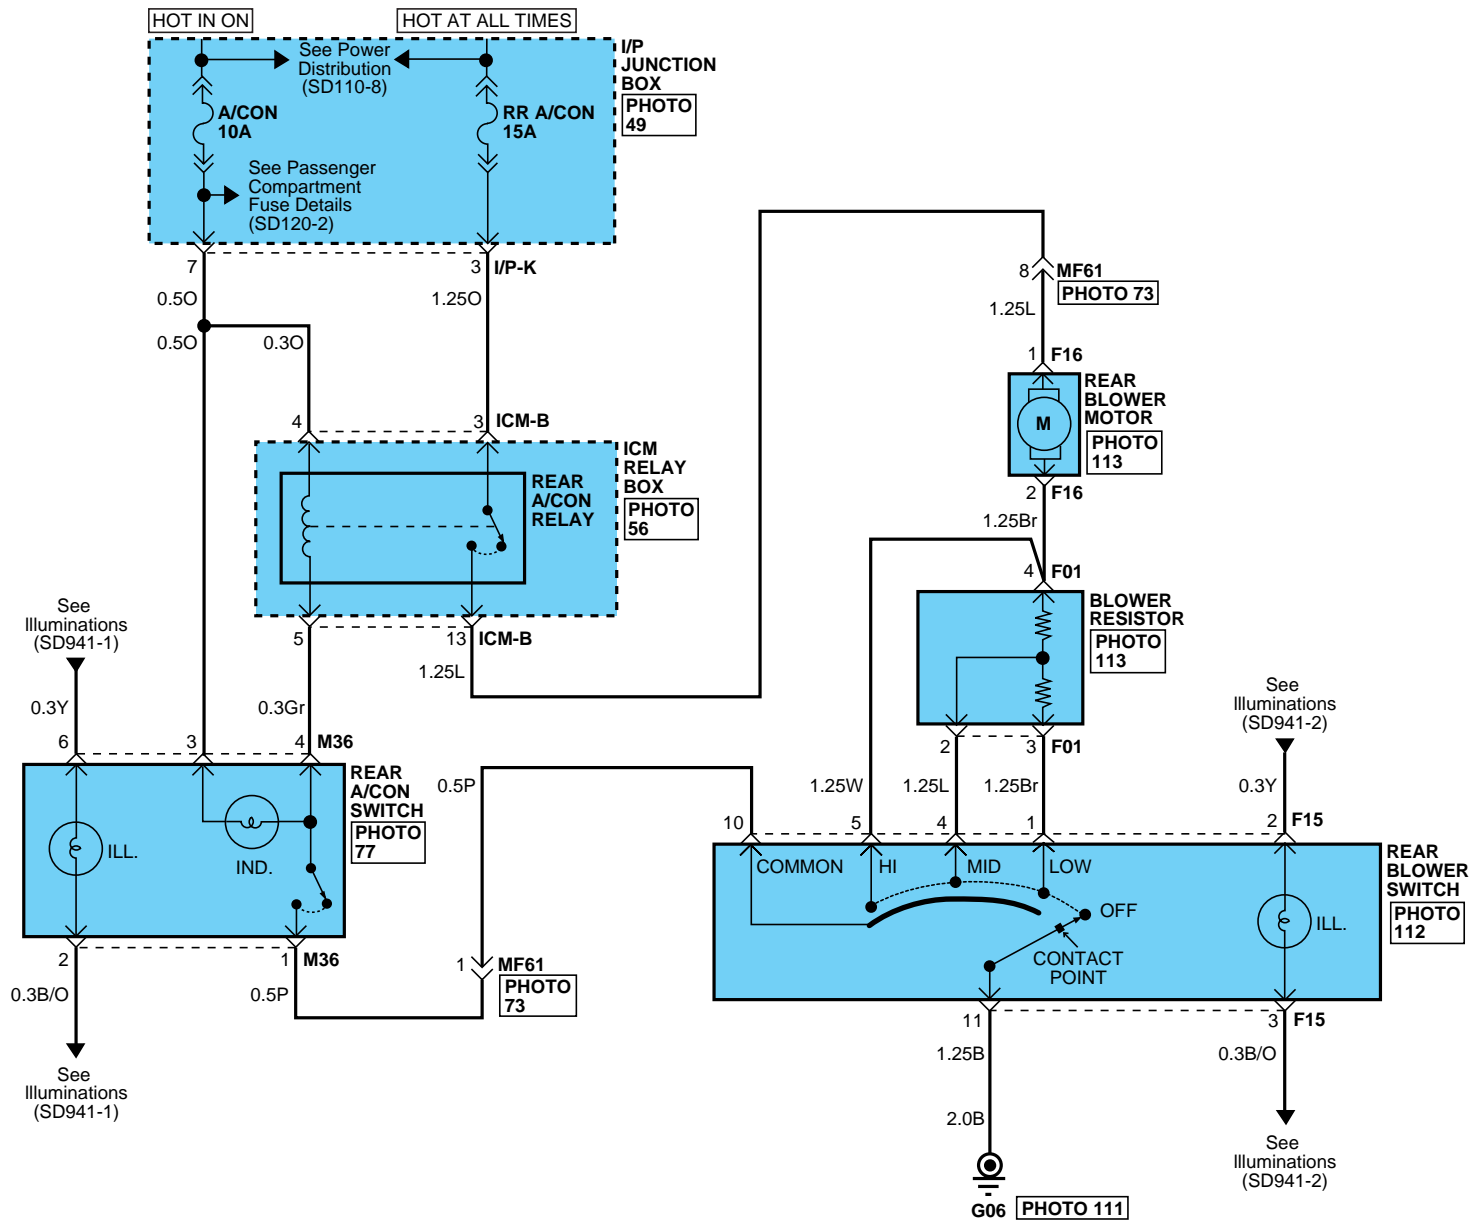 HOT IN ON
HOT AT ALL TIMES
See Power
Distribution
(SD110-8)
I/P
JUNCTION
BOX
PHOTO
49
A/CON
10A
RR A/CON
15A
See Passenger
Compartment
Fuse Details
(SD120-2)
7
3
I/P-K
0.5O
1.25O
0.5O
0.3O
4
3
ICM-B
REAR
A/CON
RELAY
ICM
RELAY
BOX
PHOTO
56
5
13
ICM-B
1.25L
0.3Gr
8
MF61
PHOTO 73
1.25L
1
F16
REAR
BLOWER
MOTOR
M
PHOTO
113
2
F16
1.25Br
4
F01
BLOWER
RESISTOR
PHOTO
113
2
3
F01
1.25W
1.25L
1.25Br
See
Illuminations
(SD941-1)
0.3Y
6
3
4
M36
REAR
A/CON
SWITCH
PHOTO
77
ILL.
IND.
2
1
M36
0.3B/O
0.5P
See
Illuminations
(SD941-1)
0.5P
1
MF61
PHOTO
73
See
Illuminations
(SD941-2)
0.3Y
10
5
4
1
2
F15
COMMON
HI
MID
LOW
OFF
CONTACT
POINT
ILL.
REAR
BLOWER
SWITCH
PHOTO
112
11
3
F15
1.25B
0.3B/O
2.0B
G06
PHOTO 111
See
Illuminations
(SD941-2)